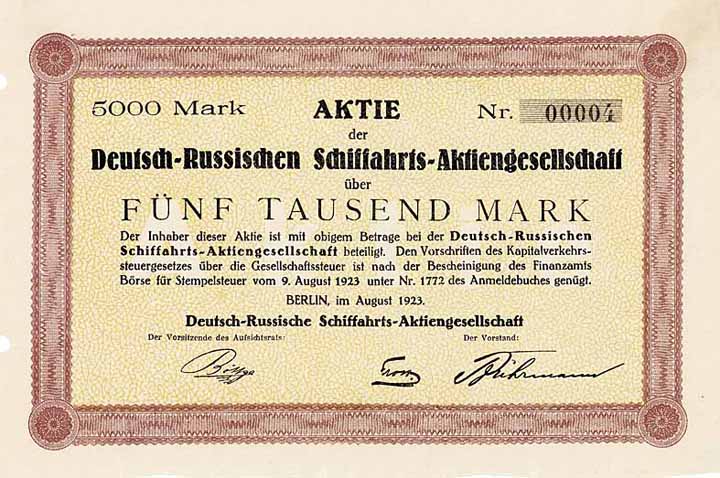 5000 Mark AKTIE Nr. 00004
der
Deutsch-Russischen Schiffahrts-Aktiengesellschaft
über
FÜNF TAUSEND MARK
Der Inhaber dieser Aktie ist mit obigem Betrage bei der Deutsch-Russischen
Schiffahrts-Aktiengesellschaft beteiligt. Den Vorschriften des Kapitalverkehrs-
steuergesetzes über die Gesellschaftssteuer ist nach der Bescheinigung des Finanzamts
Börse für Stempelsteuer vom 9. August 1923 unter Nr. 1772 des Anmeldebuches genügt.
BERLIN, im August 1923.
Deutsch-Russische Schiffahrts-Aktiengesellschaft
Der Vorsitzende des Aufsichtsrats: Der Vorstand: